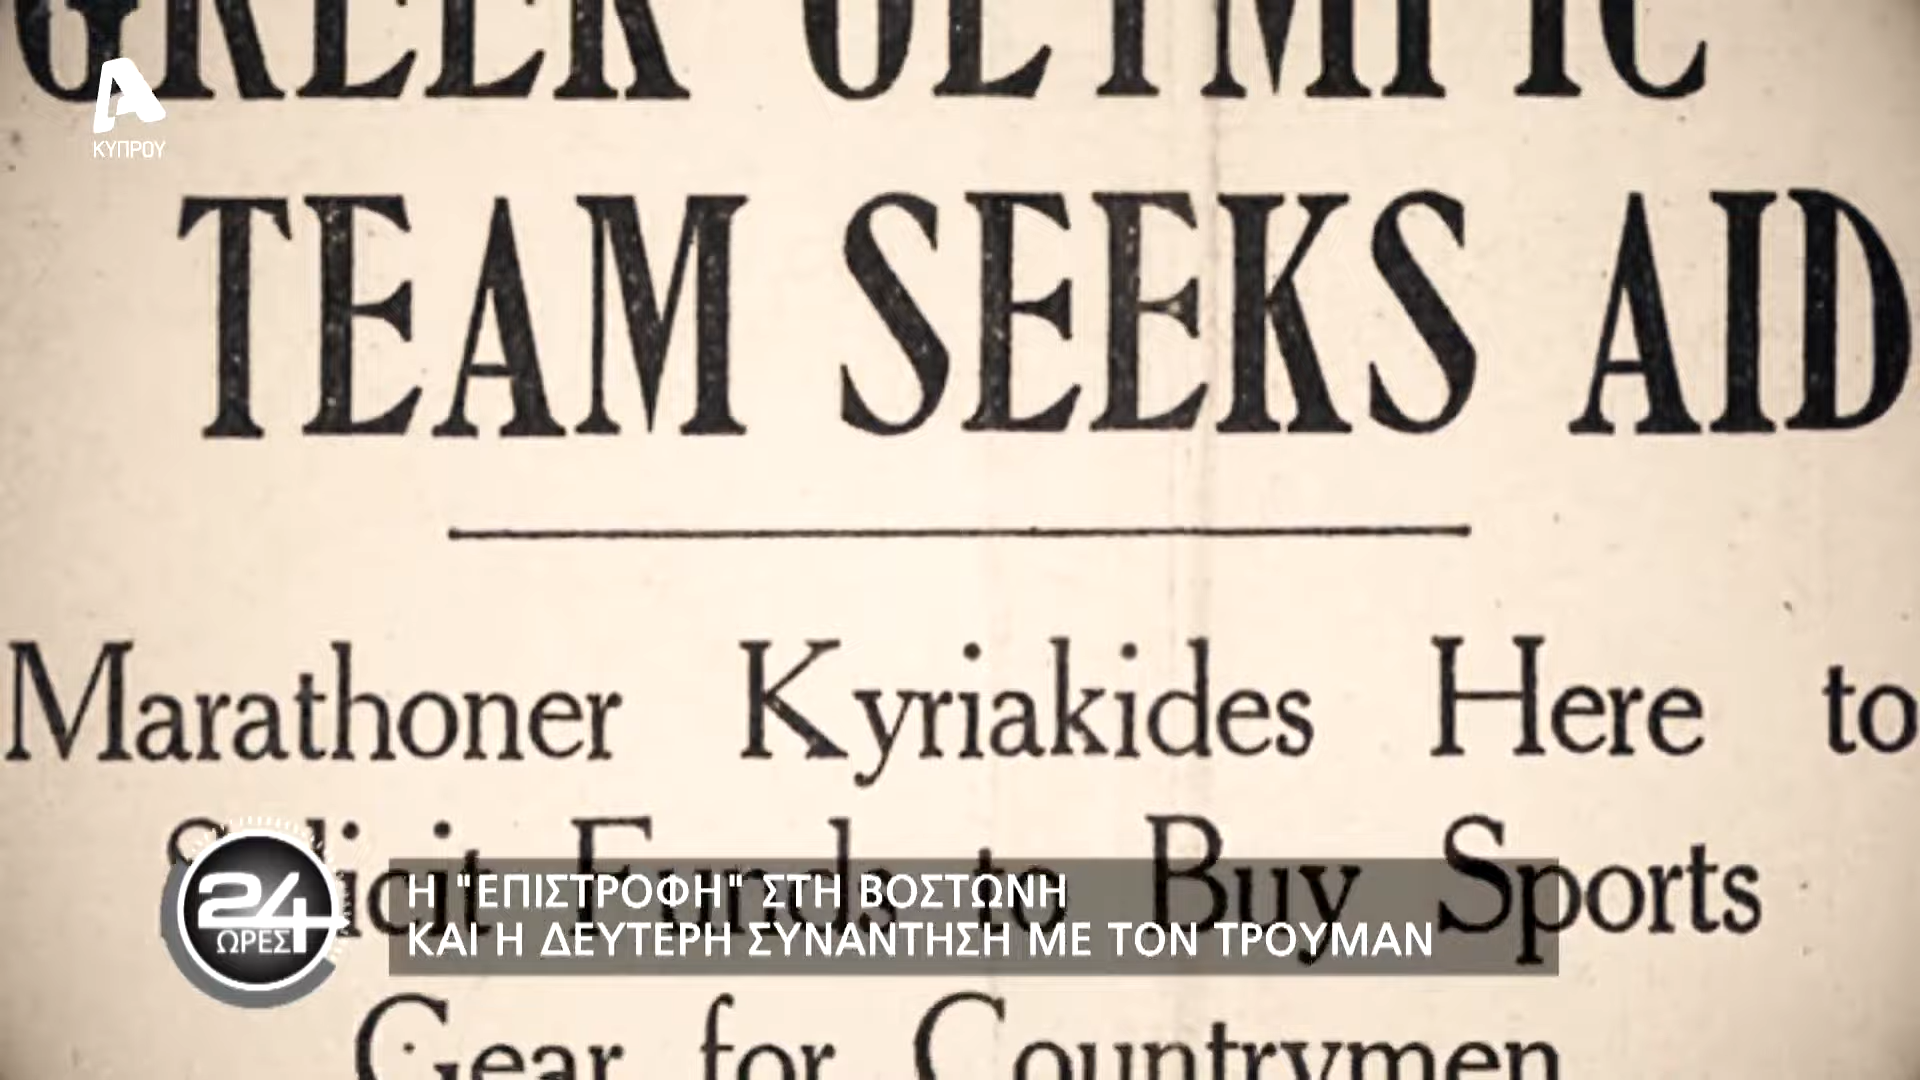 GREEK OLYMPIC
ΚΥΠΡΟΥ
TEAM SEEKS AID
Marathoner Kyriakides Here to
Solicit Funds to Buy Sports
24
ΩΡΕΣ
Η "ΕΠΙΣΤΡΟΦΗ" ΣΤΗ ΒΟΣΤΩΝΗ
ΚΑΙ Η ΔΕΥΤΕΡΗ ΣΥΝΑΝΤΗΣΗ ΜΕ ΤΟΝ ΤΡΟΥΜΑΝ
Gear for Countrymen